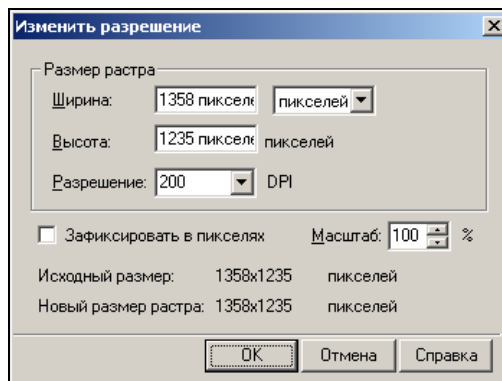 Изменить разрешение
Размер растра
Ширина: 1358 пиксел пикселей
Высота: 1235 пиксел пикселей
Разрешение: 200 DPI
Зафиксировать в пикселях Масштаб: 100 %
Исходный размер: 1358x1235 пикселей
Новый размер растра: 1358x1235 пикселей
OK Отмена Справка